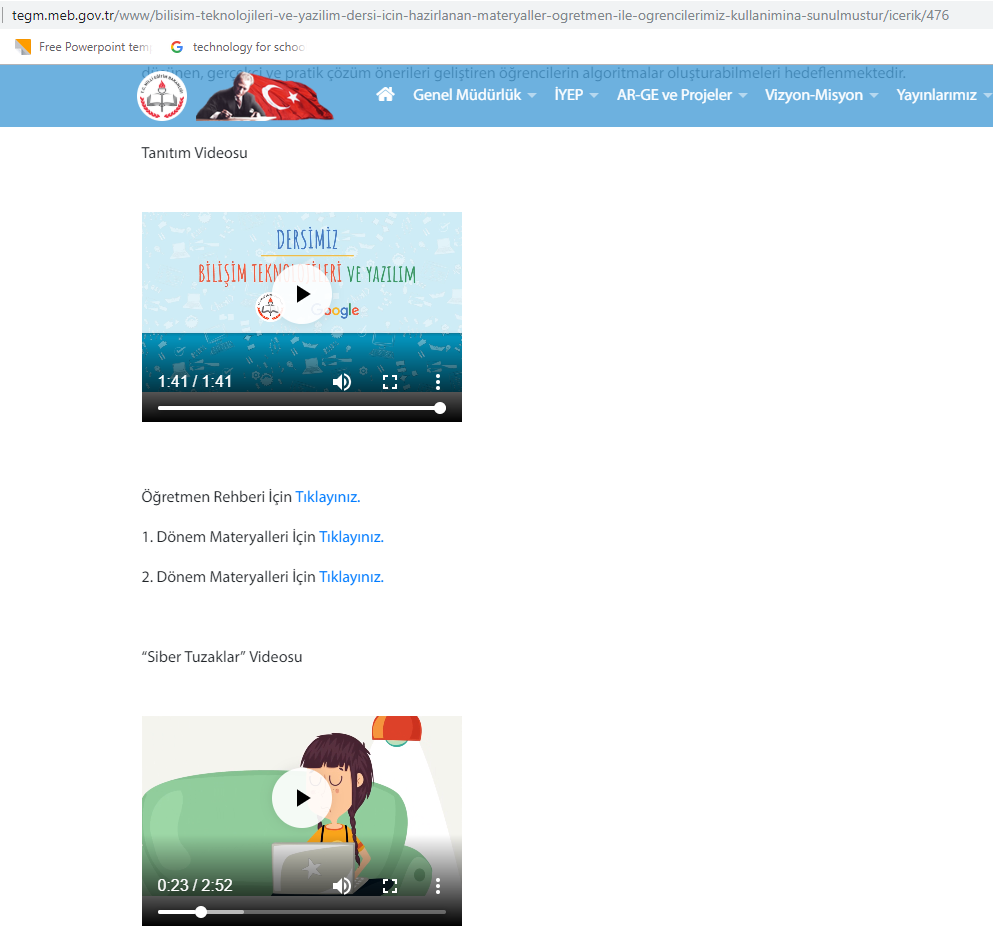 tegm.meb.gov.tr/www/bilisim-teknolojileri-ve-yazilim-dersi-icin-hazirlanan-materyaller-ogretmen-ile-ogrencilerimiz-kullanimina-sunulmustur/icerik/476
Free Powerpoint tem
technology for schoo
düşünen, gerçekçi ve pratik çözüm önerileri geliştiren öğrencilerin algoritmalar oluşturabilmeleri hedeflenmektedir.
Genel Müdürlük İYEP AR-GE ve Projeler Vizyon-Misyon Yayınlarımız
Tanıtım Videosu
DERSİMİZ
BİLİŞİM TEKNOLOJİLERİ VE YAZILIM
Google
1:41 / 1:41
Öğretmen Rehberi İçin Tıklayınız.
1. Dönem Materyalleri İçin Tıklayınız.
2. Dönem Materyalleri İçin Tıklayınız.
“Siber Tuzaklar” Videosu
0:23 / 2:52